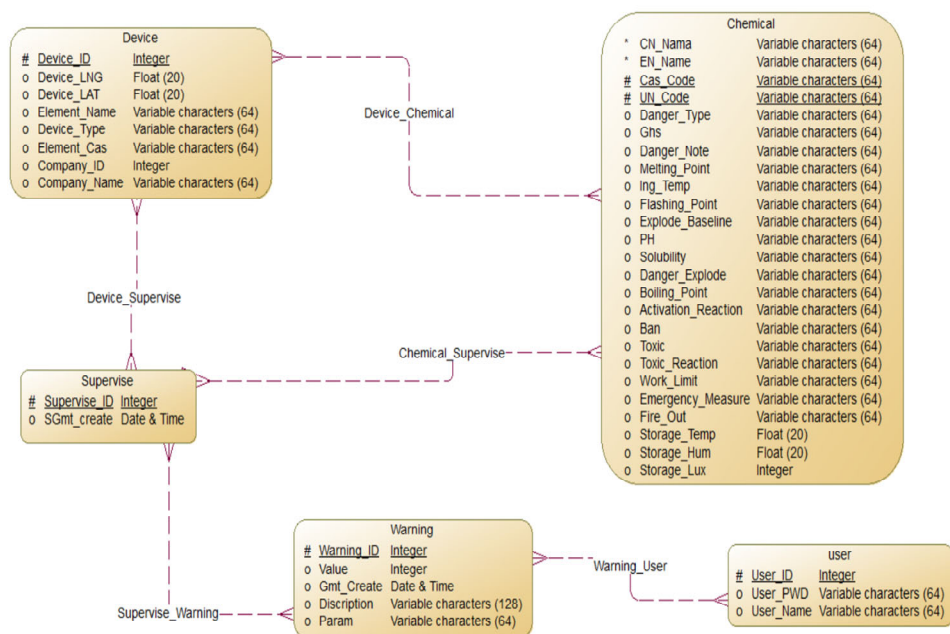 Device
# Device_ID Integer
o Device_LNG Float (20)
o Device_LAT Float (20)
o Element_Name Variable characters (64)
o Device_Type Variable characters (64)
o Element_Cas Variable characters (64)
o Company_ID Integer
o Company_Name Variable characters (64)
Device_Chemical
Chemical
* CN_Nama Variable characters (64)
* EN_Name Variable characters (64)
# Cas_Code Variable characters (64)
# UN_Code Variable characters (64)
o Danger_Type Variable characters (64)
o Ghs Variable characters (64)
o Danger_Note Variable characters (64)
o Melting_Point Variable characters (64)
o Ing_Temp Variable characters (64)
o Flashing_Point Variable characters (64)
o Explode_Baseline Variable characters (64)
o PH Variable characters (64)
o Solubility Variable characters (64)
o Danger_Explode Variable characters (64)
o Boiling_Point Variable characters (64)
o Activation_Reaction Variable characters (64)
o Ban Variable characters (64)
o Toxic Variable characters (64)
o Toxic_Reaction Variable characters (64)
o Work_Limit Variable characters (64)
o Emergency_Measure Variable characters (64)
o Fire_Out Variable characters (64)
o Storage_Temp Float (20)
o Storage_Hum Float (20)
o Storage_Lux Integer
Device_Supervise
Chemical_Supervise
Supervise
# Supervise_ID Integer
o SGmt_create Date & Time
Supervise_Warning
Warning
# Warning_ID Integer
o Value Integer
o Gmt_Create Date & Time
o Discription Variable characters (128)
o Param Variable characters (64)
Warning_User
user
# User_ID Integer
o User_PWD Variable characters (64)
o User_Name Variable characters (64)